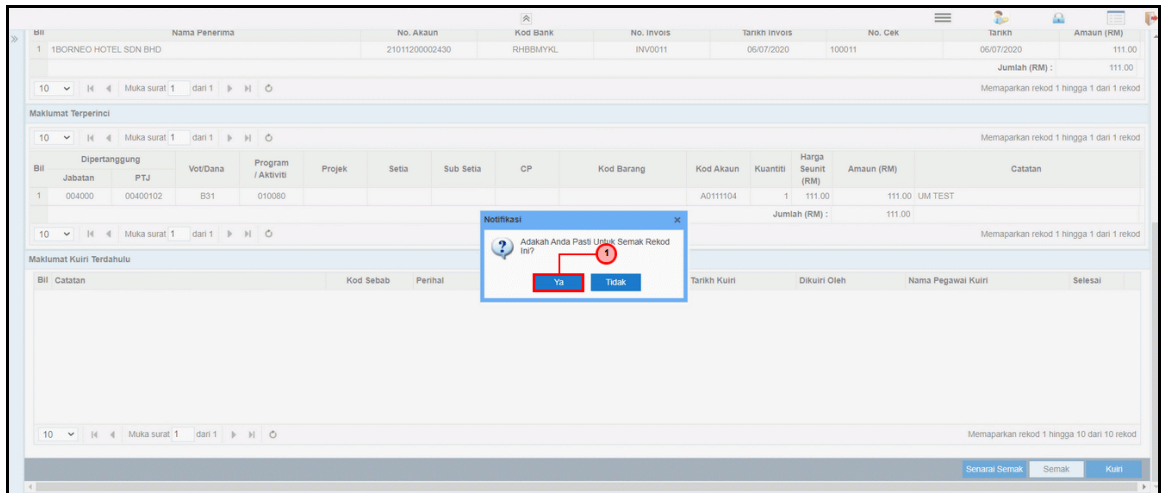 Bil Nama Penerima No. Akaun Kod Bank No. Invois Tarikh Invois No. Cek Tarikh Amaun (RM)
1 1BORNEO HOTEL SDN BHD 21011200002430 RHBBMYKL INV0011 06/07/2020 100011 06/07/2020 111.00
Jumlah (RM) : 111.00
10 Muka surat 1 dari 1 Memaparkan rekod 1 hingga 1 dari 1 rekod
Maklumat Terperinci
10 Muka surat 1 dari 1 Memaparkan rekod 1 hingga 1 dari 1 rekod
Bil Dipertanggung Vot/Dana Program / Aktiviti Projek Setia Sub Setia CP Kod Barang Kod Akaun Kuantiti Harga Seunit (RM) Amaun (RM) Catatan
Jabatan PTJ
1 004000 00400102 B31 010080 A0111104 1 111.00 111.00 UM TEST
Jumlah (RM) : 111.00
10 Muka surat 1 dari 1 Memaparkan rekod 1 hingga 1 dari 1 rekod
Notifikasi x
Adakah Anda Pasti Untuk Semak Rekod
Ini?
1
Ya Tidak
Maklumat Kuiri Terdahulu
Bil Catatan Kod Sebab Perihal Tarikh Kuiri Dikuiri Oleh Nama Pegawai Kuiri Selesai
10 Muka surat 1 dari 1 Memaparkan rekod 1 hingga 10 dari 10 rekod
Senarai Semak Semak Kuiri